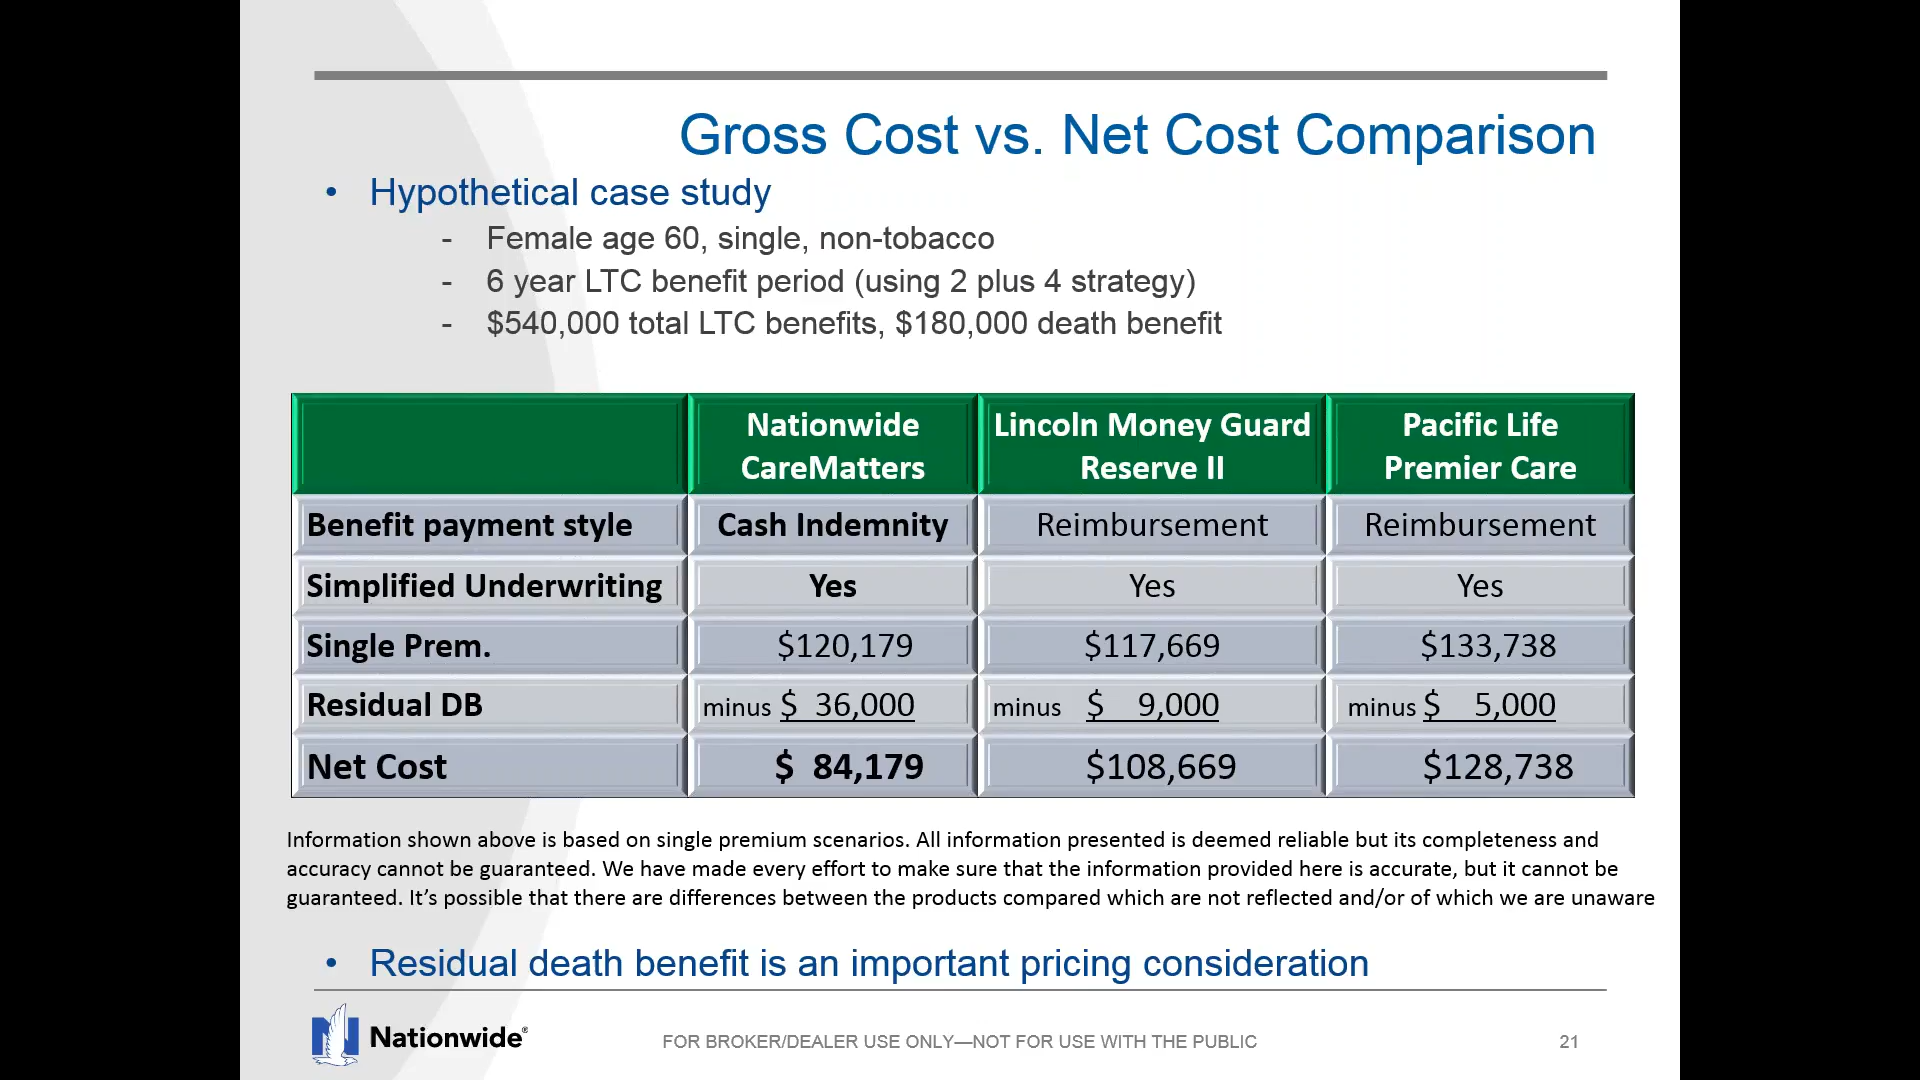 Gross Cost vs. Net Cost Comparison
• Hypothetical case study
- Female age 60, single, non-tobacco
- 6 year LTC benefit period (using 2 plus 4 strategy)
- $540,000 total LTC benefits, $180,000 death benefit
Nationwide CareMatters Lincoln Money Guard Reserve II Pacific Life Premier Care
Benefit payment style Cash Indemnity Reimbursement Reimbursement
Simplified Underwriting Yes Yes Yes
Single Prem. $120,179 $117,669 $133,738
Residual DB minus $ 36,000 minus $ 9,000 minus $ 5,000
Net Cost $ 84,179 $108,669 $128,738
Information shown above is based on single premium scenarios. All information presented is deemed reliable but its completeness and
accuracy cannot be guaranteed. We have made every effort to make sure that the information provided here is accurate, but it cannot be
guaranteed. It’s possible that there are differences between the products compared which are not reflected and/or of which we are unaware
• Residual death benefit is an important pricing consideration
Nationwide®
FOR BROKER/DEALER USE ONLY—NOT FOR USE WITH THE PUBLIC
21